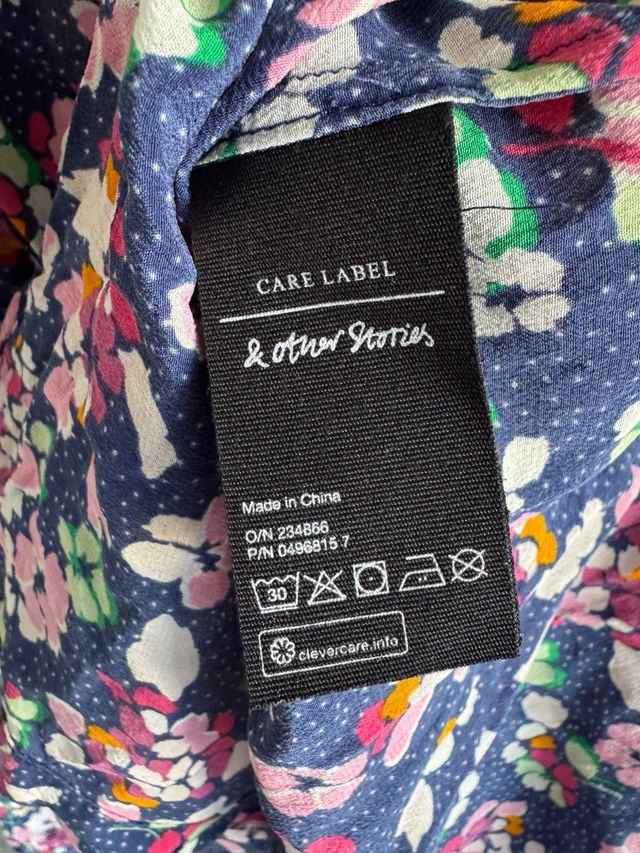 CARE LABEL
& other Stories
Made in China
O/N 234866
P/N 0496815 7
30
clevercare.info